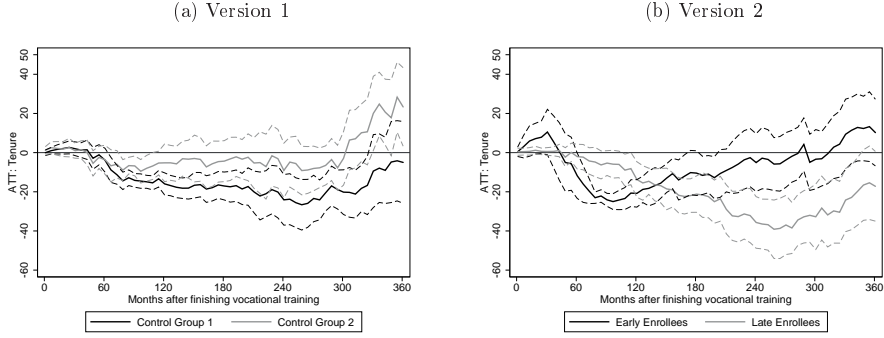 (a) Version 1
ATT: Tenure
50
40
20
0
-20
-40
-60
0 60 120 180 240 300 360
Months after finishing vocational training
Control Group 1 Control Group 2
(b) Version 2
ATT: Tenure
50
40
20
0
-20
-40
-60
0 60 120 180 240 300 360
Months after finishing vocational training
Early Enrollees Late Enrollees